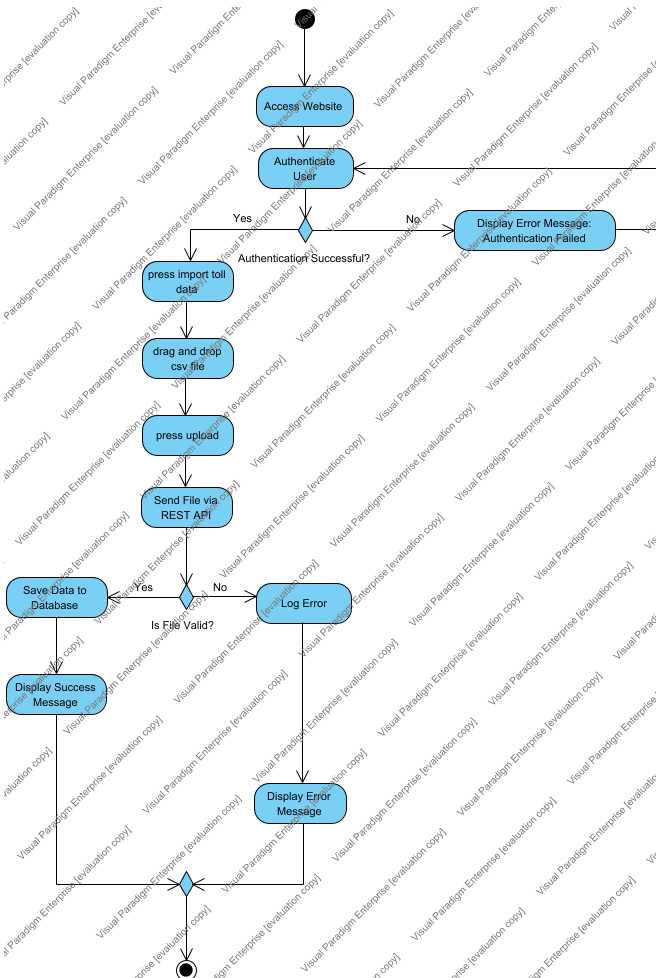 Access Website
Authenticate
User
Yes
No
Display Error Message:
Authentication Failed
Authentication Successful?
press import toll
data
drag and drop
csv file
press upload
Send File via
REST API
Yes
No
Save Data to
Database
Log Error
Is File Valid?
Display Success
Message
Display Error
Message
Visual Paradigm Enterprise [evaluation copy]